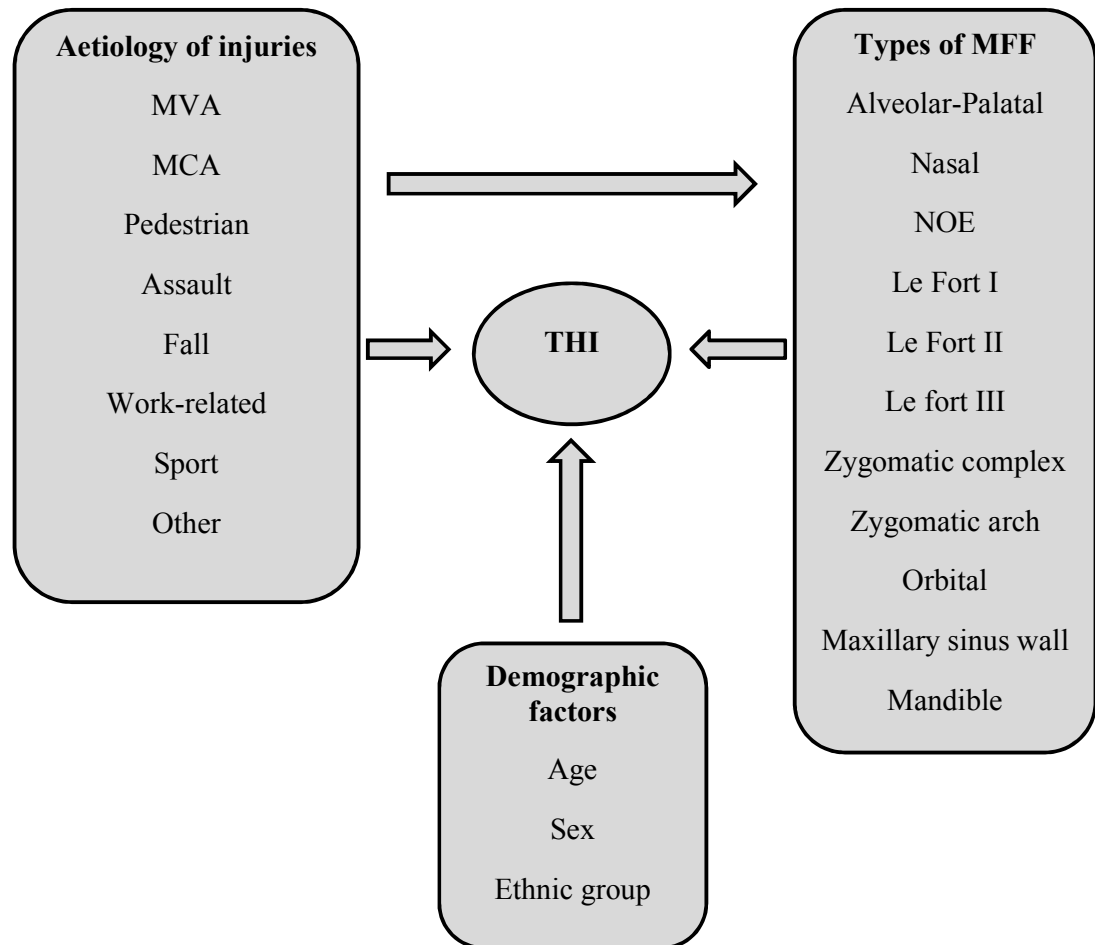 Aetiology of injuries
MVA
MCA
Pedestrian
Assault
Fall
Work-related
Sport
Other
THI
Types of MFF
Alveolar-Palatal
Nasal
NOE
Le Fort I
Le Fort II
Le fort III
Zygomatic complex
Zygomatic arch
Orbital
Maxillary sinus wall
Mandible
Demographic
factors
Age
Sex
Ethnic group